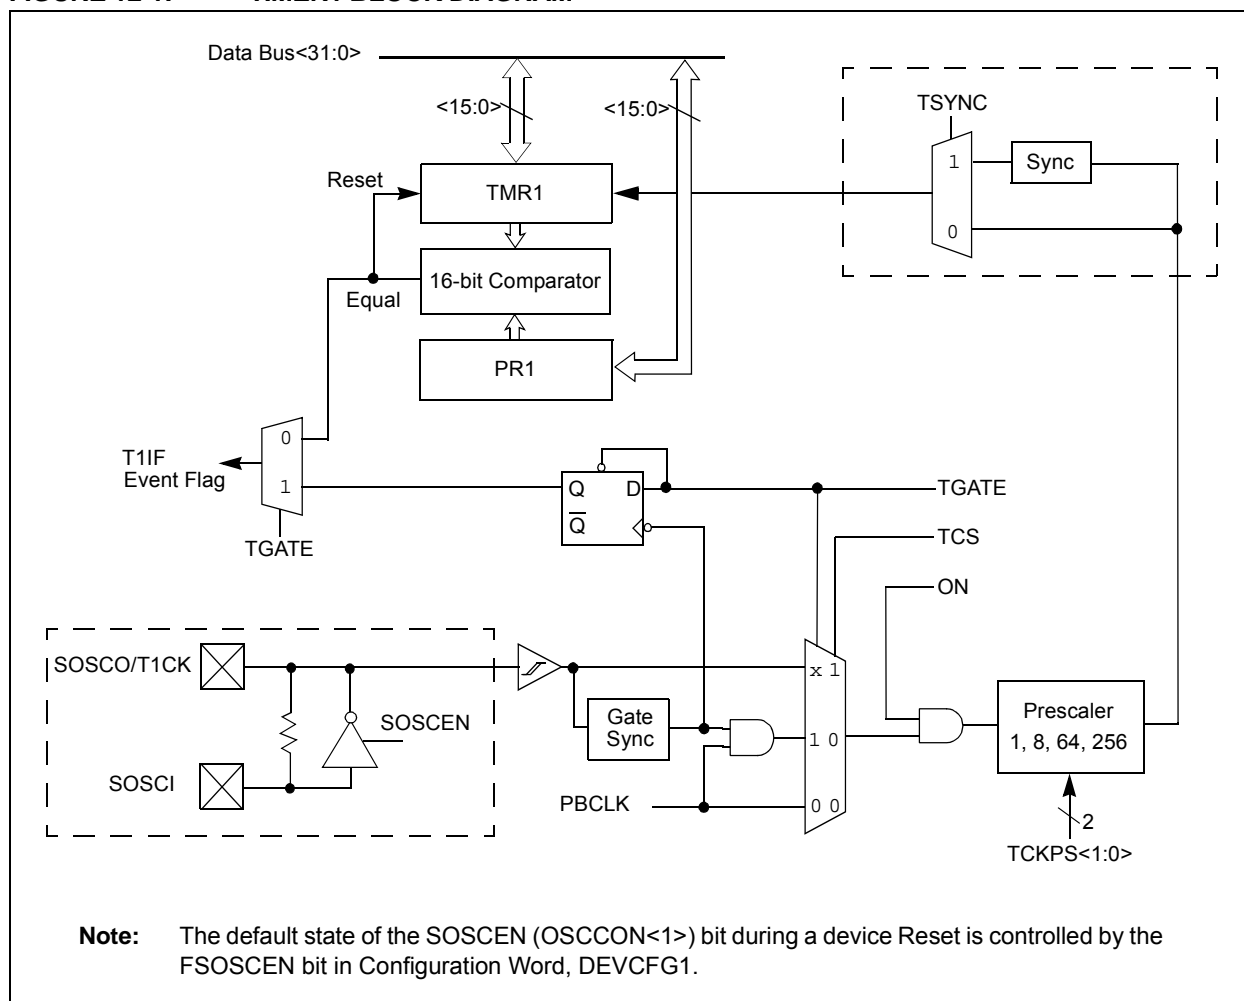 Data Bus<31:0>
<15:0>
<15:0>
TSYNC
1
Sync
0
Reset
TMR1
16-bit Comparator
Equal
PR1
0
1
T1IF
Event Flag
TGATE
Q
D
Q
TGATE
TCS
ON
SOSCO/T1CK
SOSCEN
SOSCI
Gate
Sync
PBCLK
x 1
1 0
0 0
Prescaler
1, 8, 64, 256
2
TCKPS<1:0>
Note: The default state of the SOSCEN (OSCCON<1>) bit during a device Reset is controlled by the
FSOSCEN bit in Configuration Word, DEVCFG1.